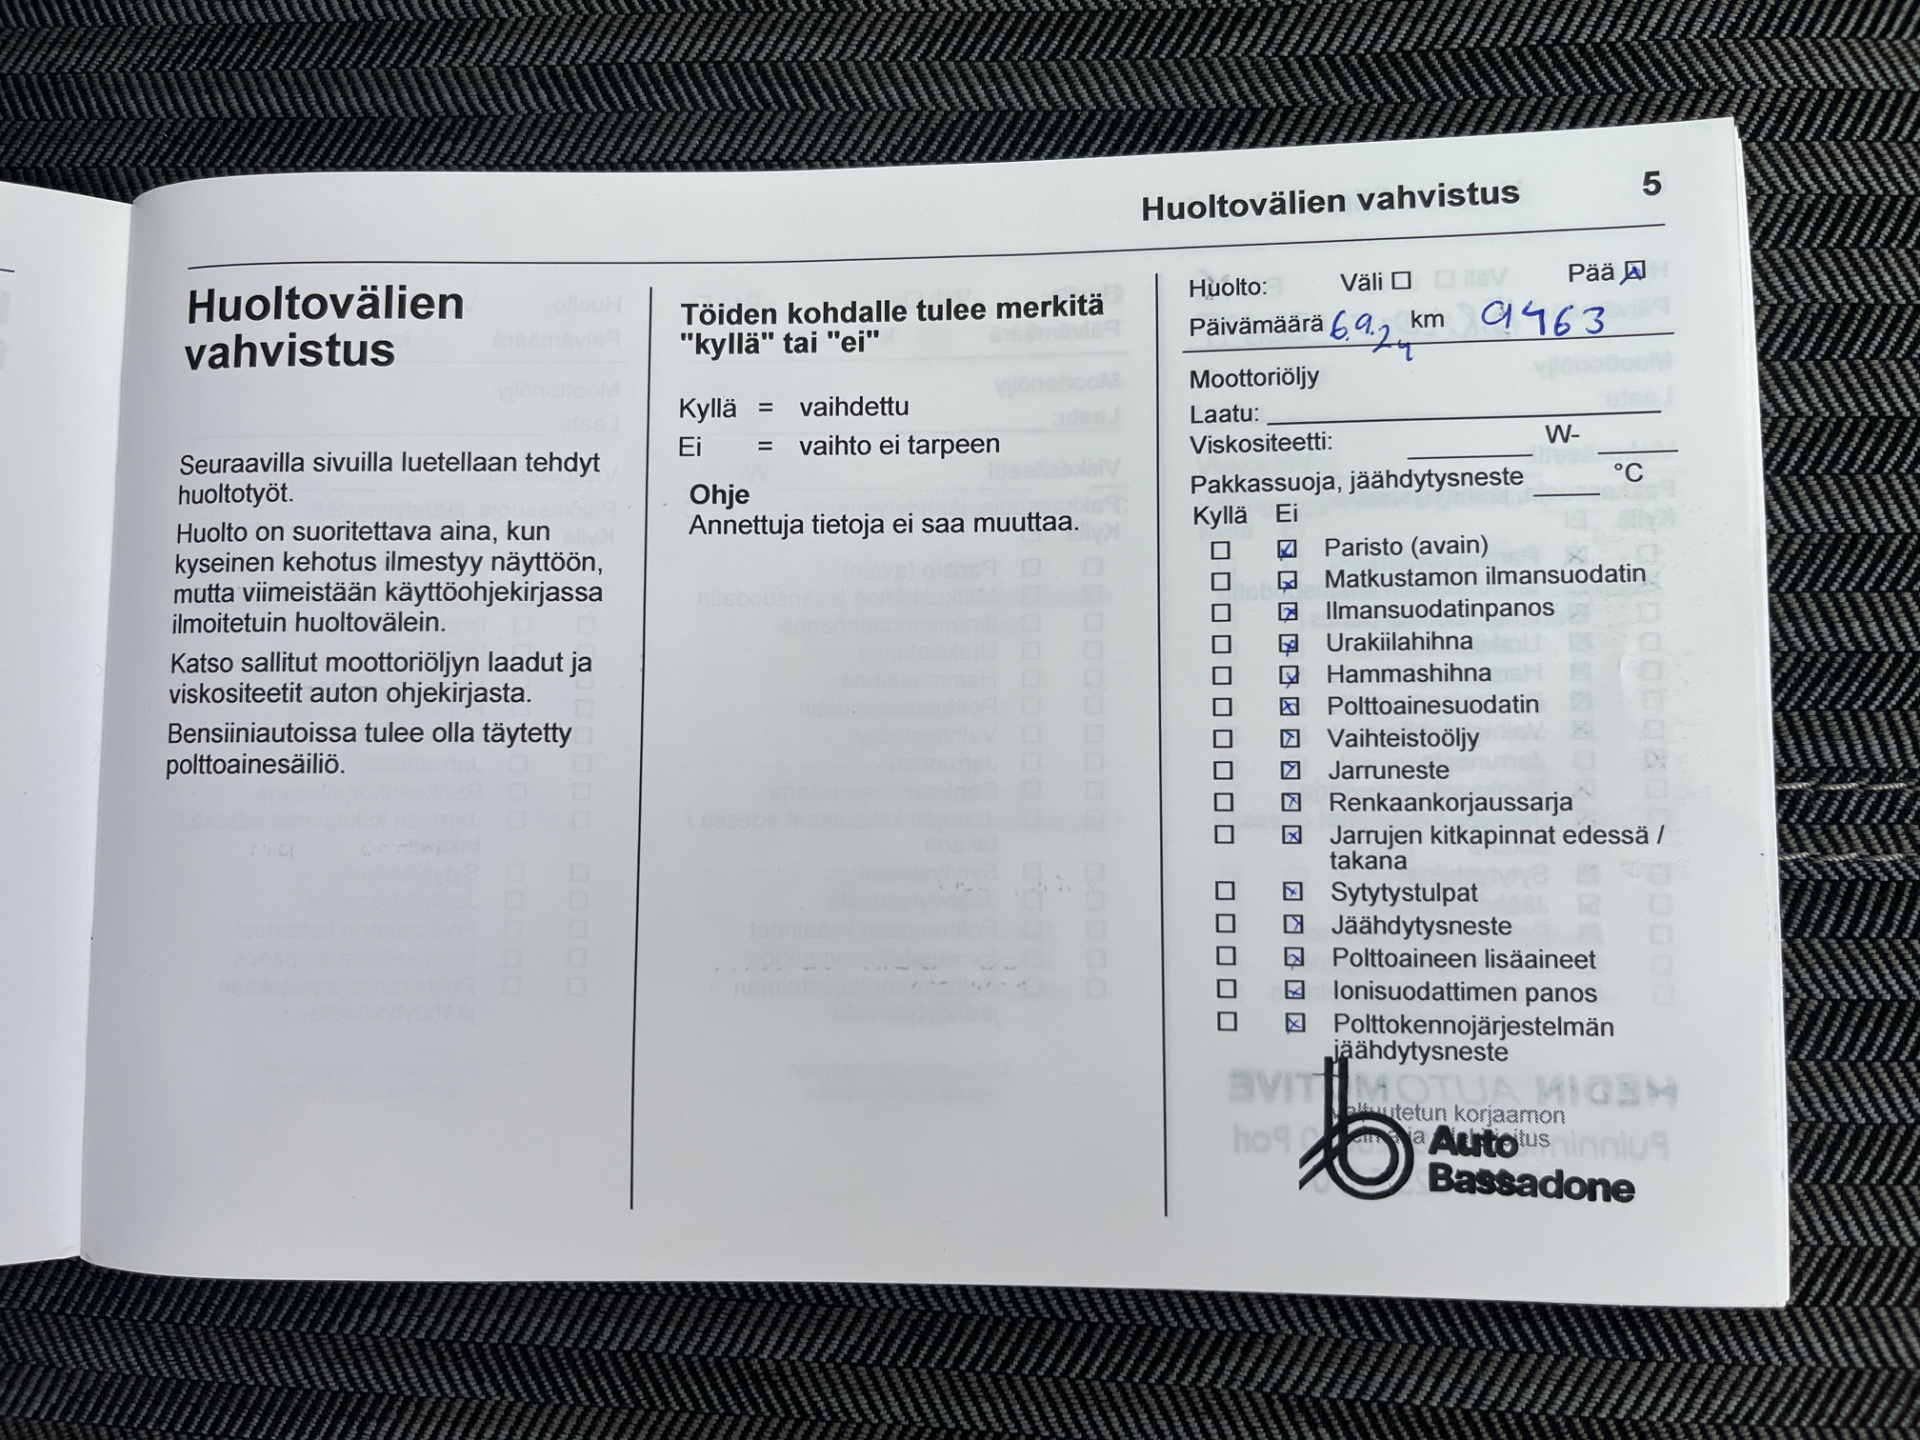 Huoltovälien vahvistus 5
Huoltovälien
vahvistus
Seuraavilla sivuilla luetellaan tehdyt
huoltotyöt.
Huolto on suoritettava aina, kun
kyseinen kehotus ilmestyy näyttöön,
mutta viimeistään käyttöohjekirjassa
ilmoitetuin huoltovälein.
Katso sallitut moottoriöljyn laadut ja
viskositeetit auton ohjekirjasta.
Bensiiniautoissa tulee olla täytetty
polttoainesäiliö.
Töiden kohdalle tulee merkitä
"kyllä" tai "ei"
Kyllä = vaihdettu
Ei = vaihto ei tarpeen
Ohje
Annettuja tietoja ei saa muuttaa.
Huolto: Väli Pää
Päivämäärä 6.9.24 km 9463
Moottoriöljy
Laatu:
Viskositeetti: W-
Pakkassuoja, jäähdytysneste °C
Kyllä Ei
Paristo (avain)
Matkustamon ilmansuodatin
Ilmansuodatinpanos
Urakiilahihna
Hammashihna
Polttoainesuodatin
Vaihteistoöljy
Jarruneste
Renkaankorjaussarja
Jarrujen kitkapinnat edessä /
takana
Sytytystulpat
Jäähdytysneste
Polttoaineen lisäaineet
Ionisuodattimen panos
Polttokennojärjestelmän
jäähdytysneste
korjaamon
Auto
Bassadone